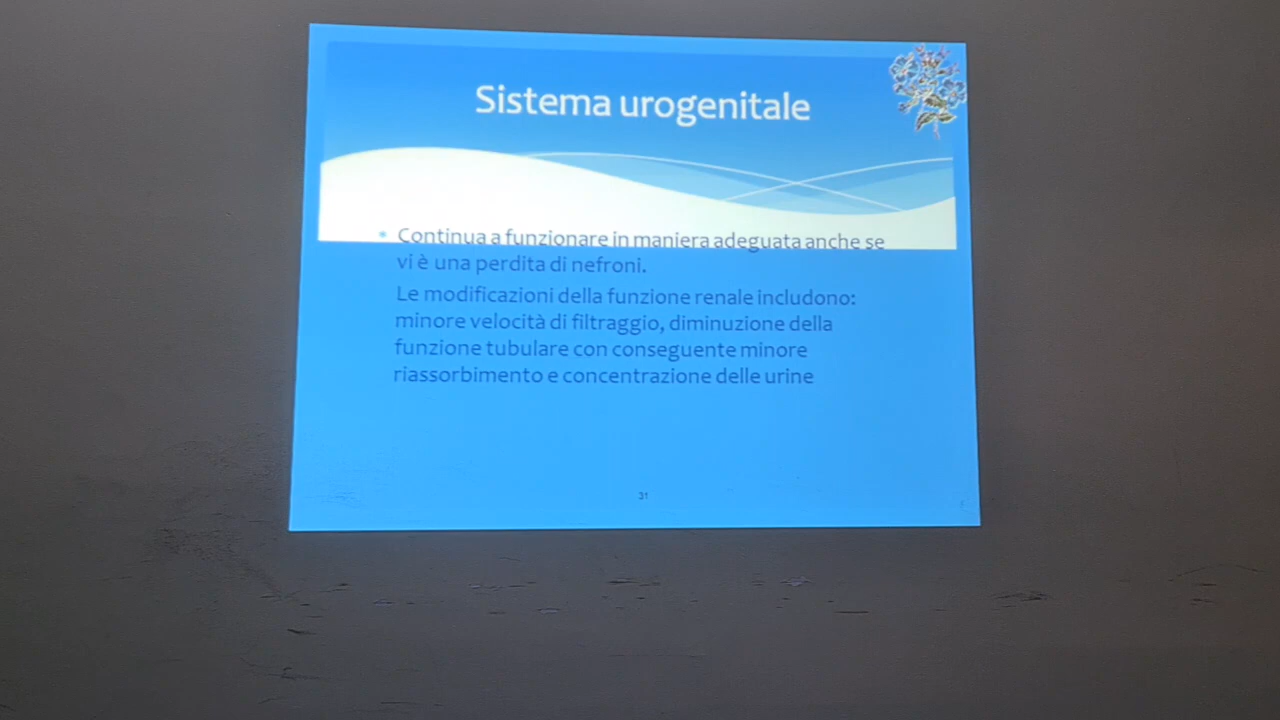 Sistema urogenitale
* Continua a funzionare in maniera adeguata anche se
vi è una perdita di nefroni.
Le modificazioni della funzione renale includono:
minore velocità di filtraggio, diminuzione della
funzione tubulare con conseguente minore
riassorbimento e concentrazione delle urine
31